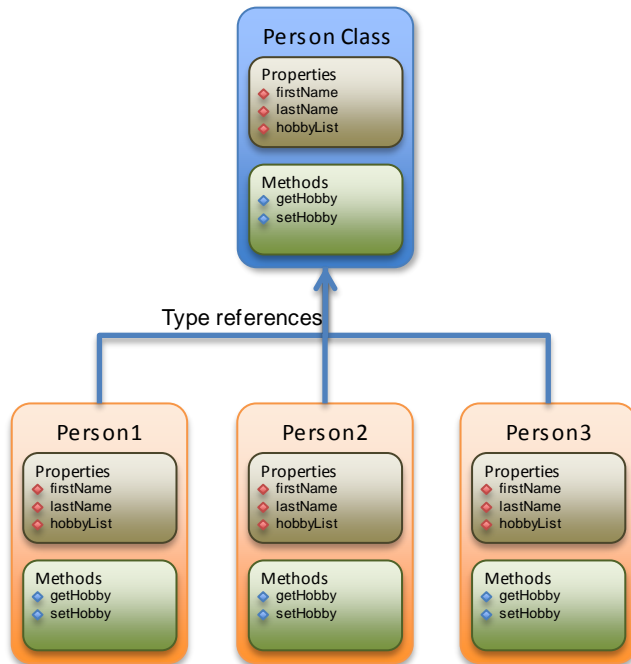 Person Class
Properties
firstName
lastName
hobbyList
Methods
getHobby
setHobby
Type references
Person1
Properties
firstName
lastName
hobbyList
Methods
getHobby
setHobby
Person2
Properties
firstName
lastName
hobbyList
Methods
getHobby
setHobby
Person3
Properties
firstName
lastName
hobbyList
Methods
getHobby
setHobby